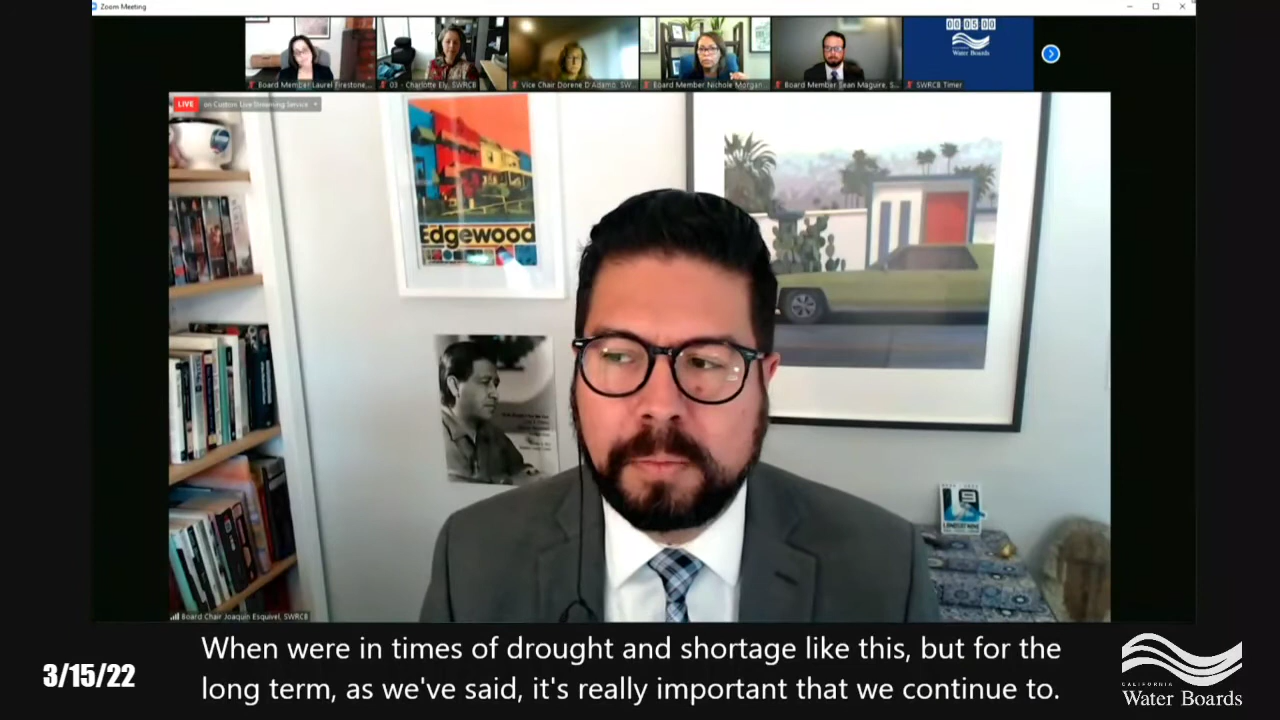 Zoom Meeting
Board Member Laurel Firestone,...
03 - Charlotte Ely, SWRCB
Vice Chair Dorene D'Adamo, SW...
Board Member Nichole Morgan...
Board Member Sean Maguire, S...
00:05:00
CALIFORNIA
Water Boards
SWRCB Timer
LIVE on Custom Live Streaming Service
Edgewood
Board Chair Joaquin Esquivel, SWRCB
When were in times of drought and shortage like this, but for the
long term, as we've said, it's really important that we continue to.
3/15/22
CALIFORNIA
Water Boards